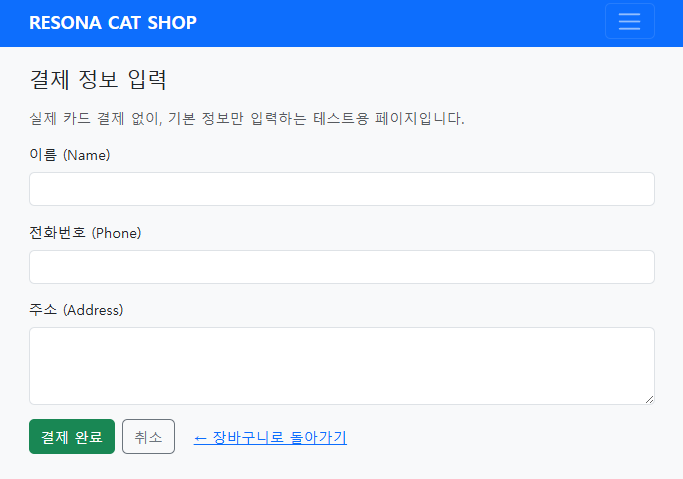 RESONA CAT SHOP
결제 정보 입력
실제 카드 결제 없이, 기본 정보만 입력하는 테스트용 페이지입니다.
이름 (Name)
전화번호 (Phone)
주소 (Address)
결제 완료 취소 ← 장바구니로 돌아가기